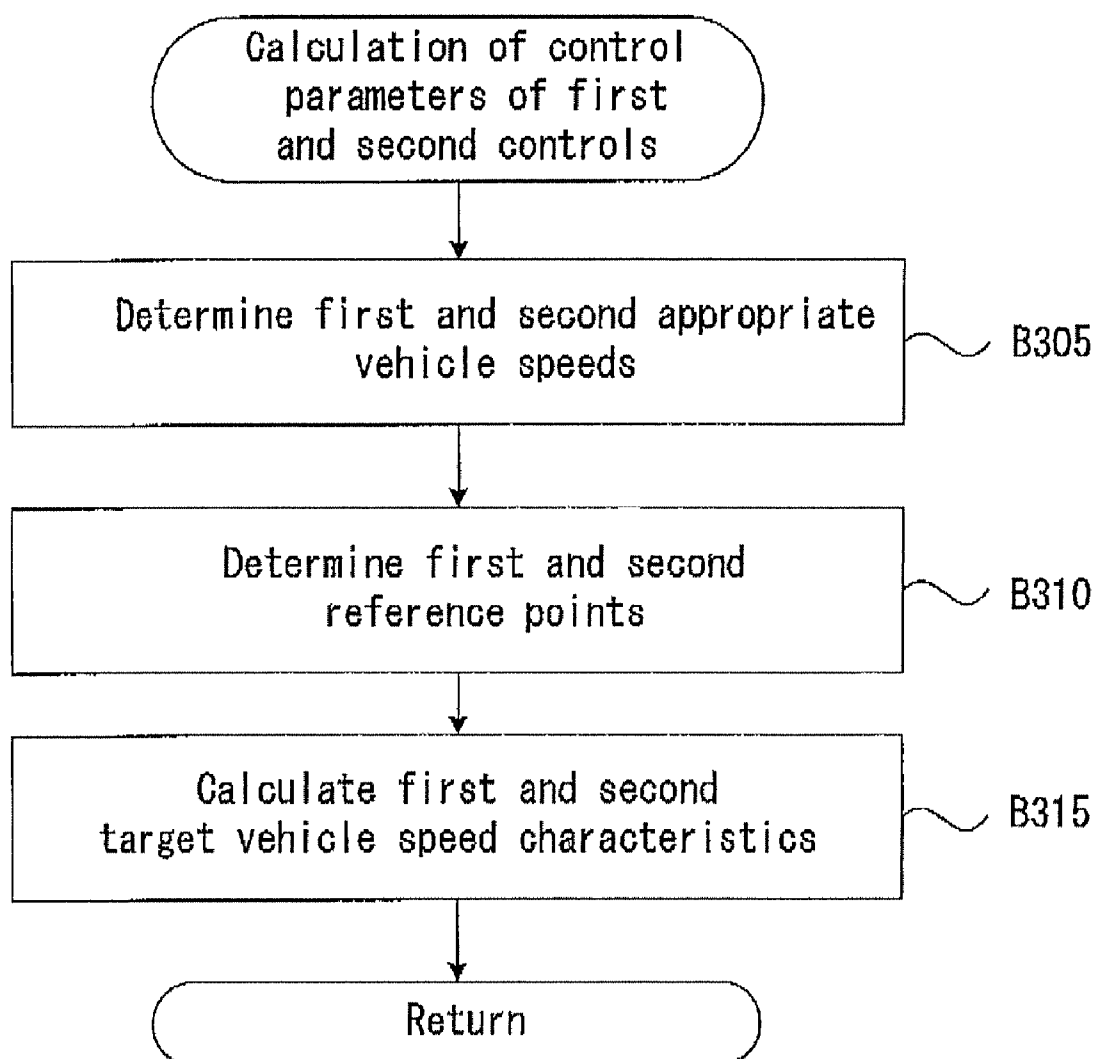 Calculation of control
parameters of first
and second controls
Determine first and second appropriate
vehicle speeds
B305
Determine first and second
reference points
B310
Calculate first and second
target vehicle speed characteristics
B315
Return